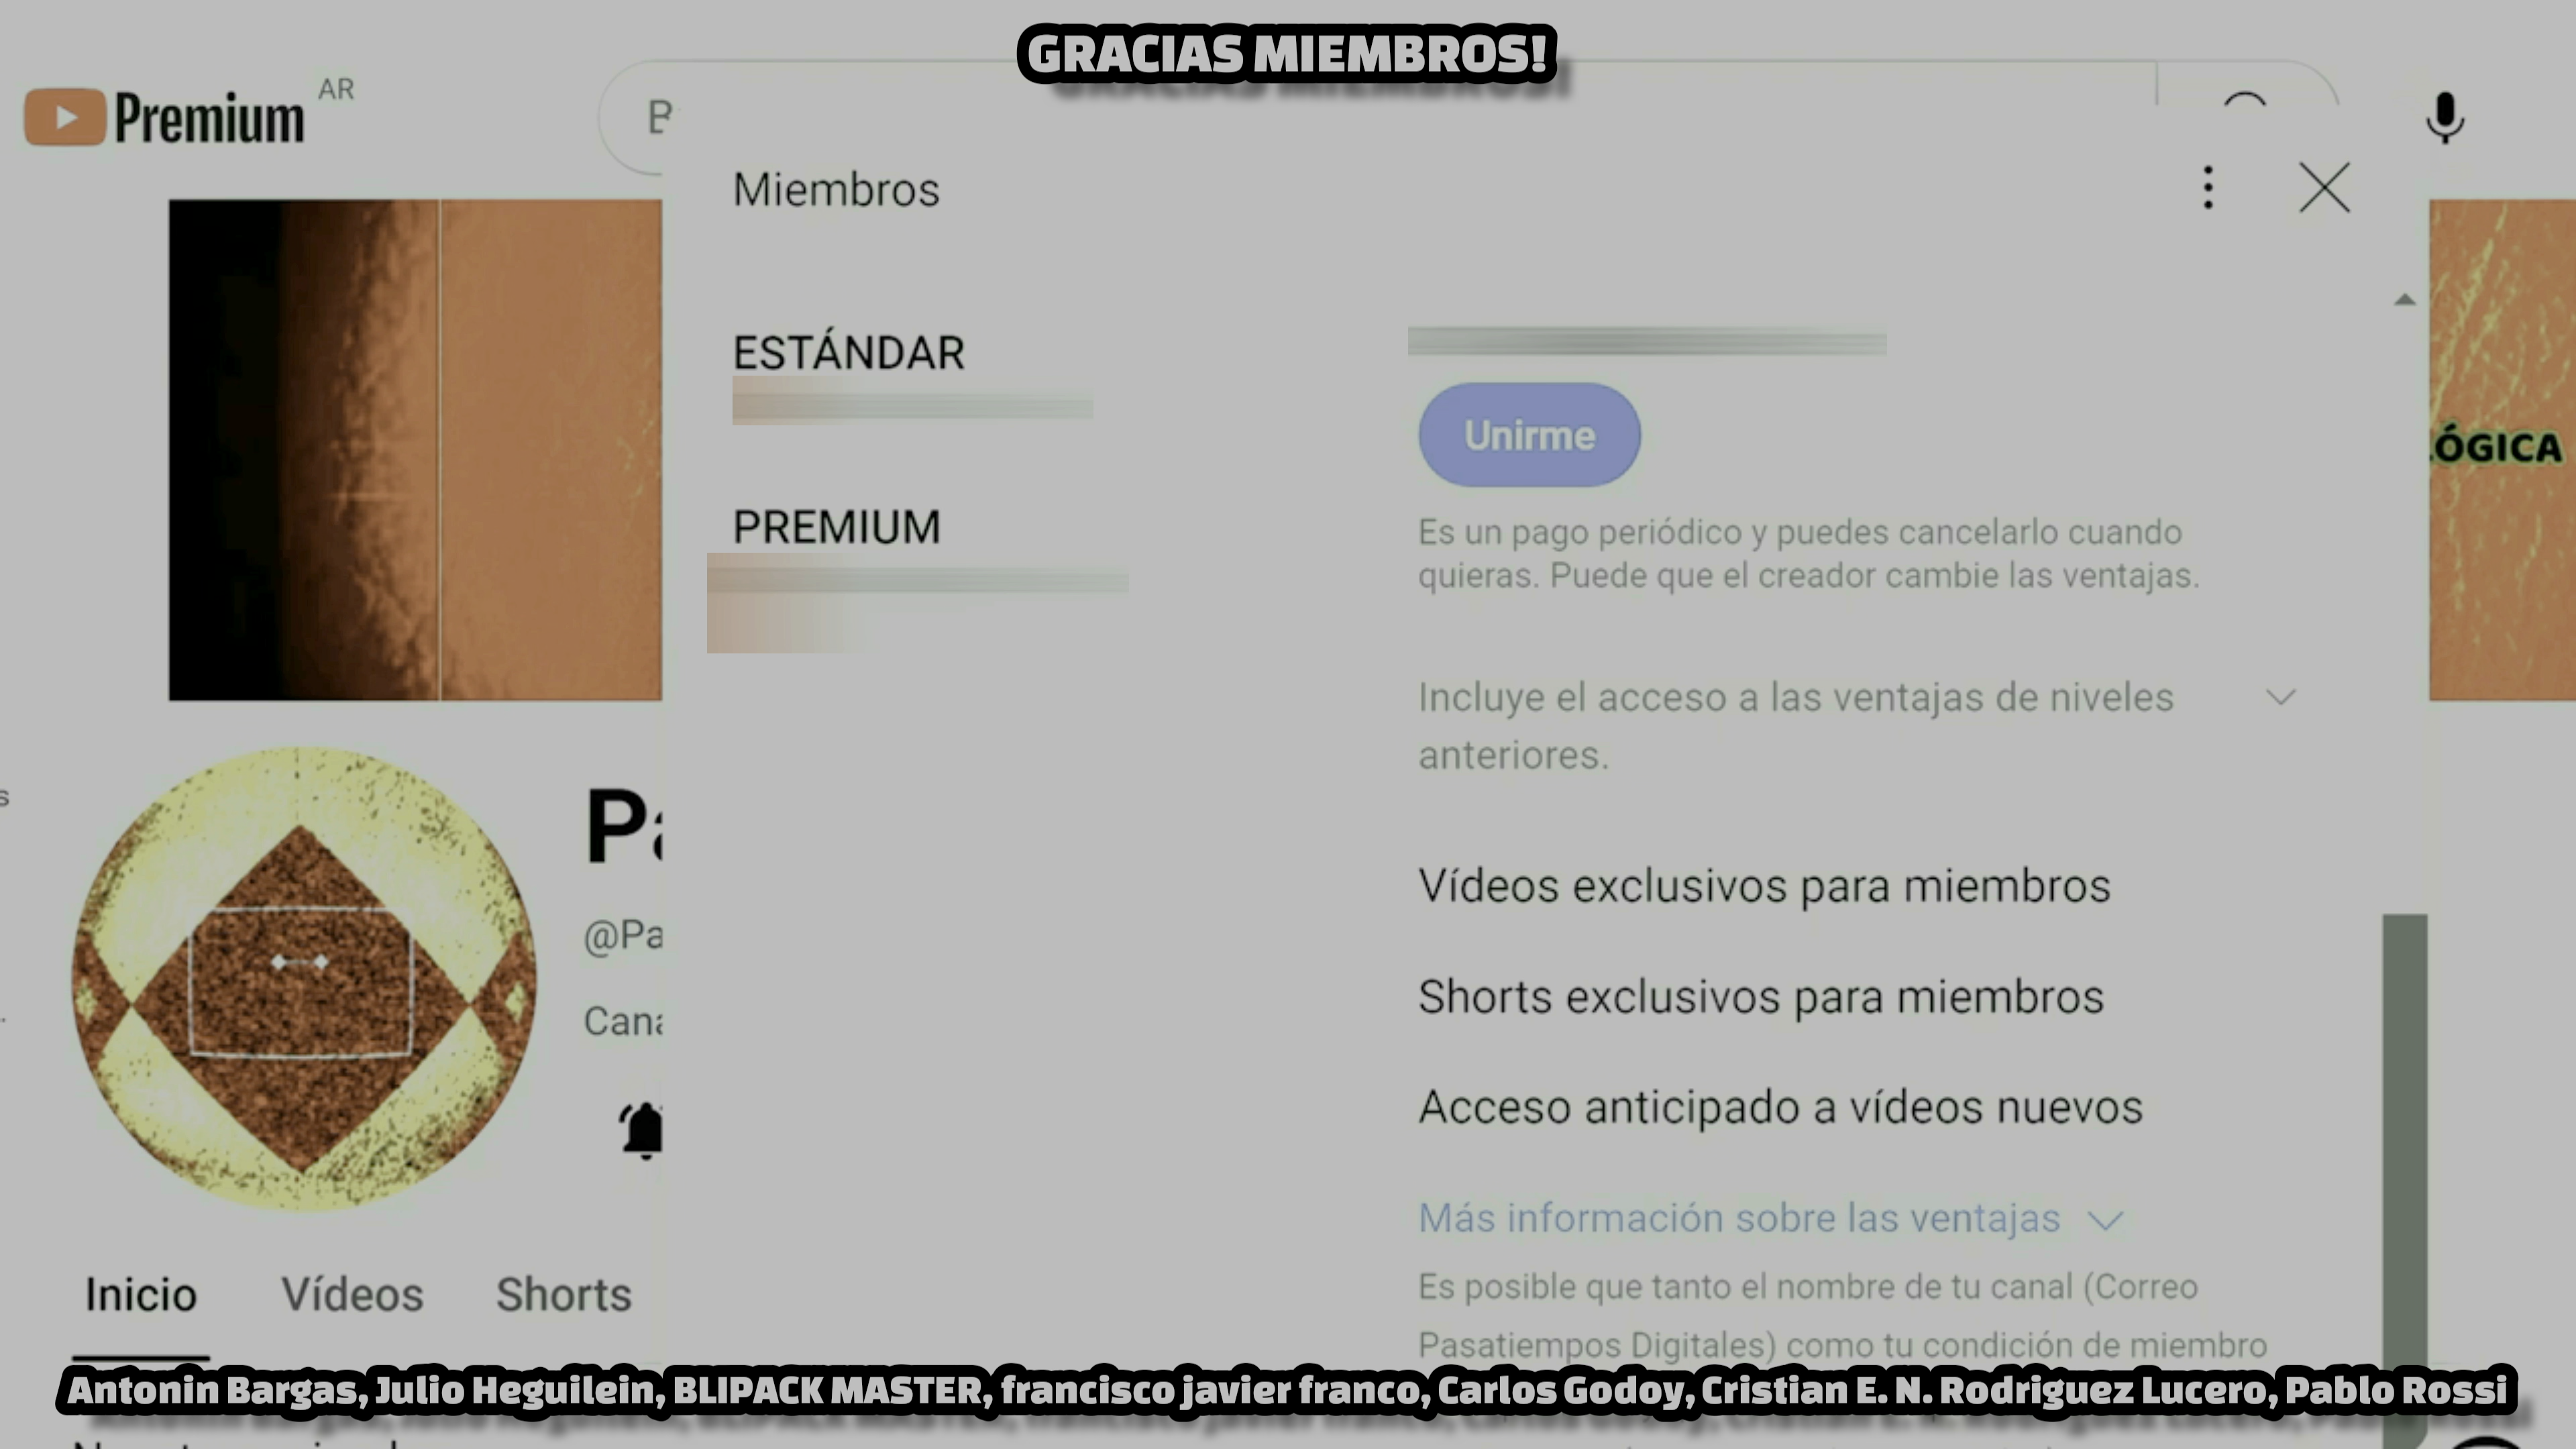 GRACIAS MIEMBROS!
Premium AR
Miembros
ESTÁNDAR
PREMIUM
Unirme
Es un pago periódico y puedes cancelarlo cuando
quieras. Puede que el creador cambie las ventajas.
Incluye el acceso a las ventajas de niveles
anteriores.
Vídeos exclusivos para miembros
Shorts exclusivos para miembros
Acceso anticipado a vídeos nuevos
Más información sobre las ventajas
Es posible que tanto el nombre de tu canal (Correo
Pasatiempos Digitales) como tu condición de miembro
ÓGICA
Pa
@Pa
Cana
Inicio Vídeos Shorts
Antonin Bargas, Julio Heguilein, BLIPACK MASTER, francisco javier franco, Carlos Godoy, Cristian E. N. Rodriguez Lucero, Pablo Rossi